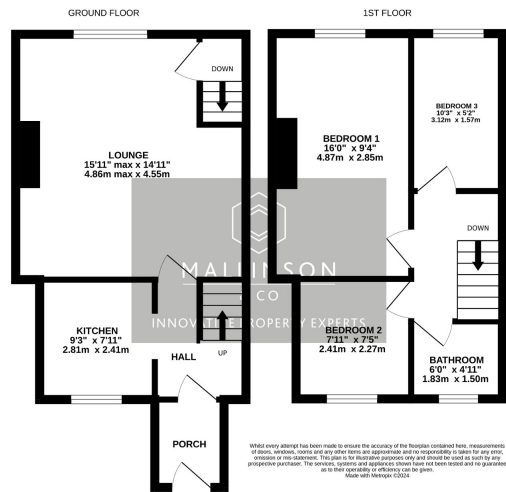 GROUND FLOOR
1ST FLOOR
DOWN
LOUNGE
15'11" max x 14'11"
4.86m max x 4.55m
KITCHEN
9'3" x 7'11"
2.81m x 2.41m
HALL
UP
PORCH
BEDROOM 1
16'0" x 9'4"
4.87m x 2.85m
BEDROOM 3
10'3" x 5'2"
3.12m x 1.57m
DOWN
BEDROOM 2
7'11" x 7'5"
2.41m x 2.27m
BATHROOM
6'0" x 4'11"
1.83m x 1.50m
MALLINSON
& CO
INNOVATIVE PROPERTY EXPERTS
Whilst every attempt has been made to ensure the accuracy of the floorplan contained here, measurements
of doors, windows, rooms and any other items are approximate and no responsibility is taken for any error,
omission or mis-statement. This plan is for illustrative purposes only and should be used as such by any
prospective purchaser. The services, systems and appliances shown have not been tested and no guarantee
as to their operability or efficiency can be given.
Made with Metropix ©2024